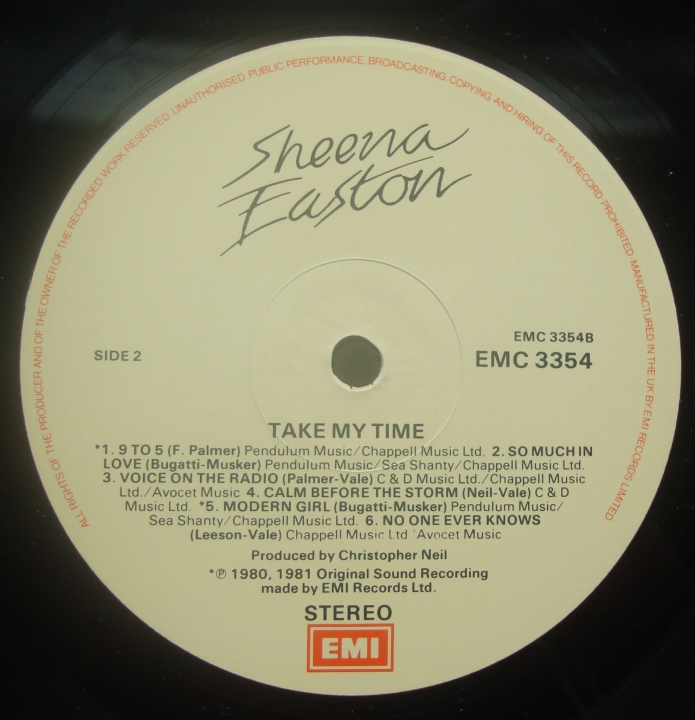 ALL RIGHTS OF THE PRODUCER AND OF THE OWNER OF THE RECORDED WORK RESERVED · UNAUTHORISED PUBLIC PERFORMANCE, BROADCASTING, COPYING AND HIRING OF THIS RECORD PROHIBITED · MANUFACTURED IN THE UK BY EMI RECORDS LIMITED
Sheena
Easton
SIDE 2
EMC 3354B
EMC 3354
TAKE MY TIME
*1. 9 TO 5 (F. Palmer) Pendulum Music/Chappell Music Ltd. 2. SO MUCH IN
LOVE (Bugatti-Musker) Pendulum Music/Sea Shanty/Chappell Music Ltd.
3. VOICE ON THE RADIO (Palmer-Vale) C & D Music Ltd./Chappell Music
Ltd./Avocet Music 4. CALM BEFORE THE STORM (Neil-Vale) C & D
Music Ltd. *5. MODERN GIRL (Bugatti-Musker) Pendulum Music/
Sea Shanty/Chappell Music Ltd. 6. NO ONE EVER KNOWS
(Leeson-Vale) Chappell Music Ltd./Avocet Music
Produced by Christopher Neil
*℗ 1980, 1981 Original Sound Recording
made by EMI Records Ltd.
STEREO
EMI